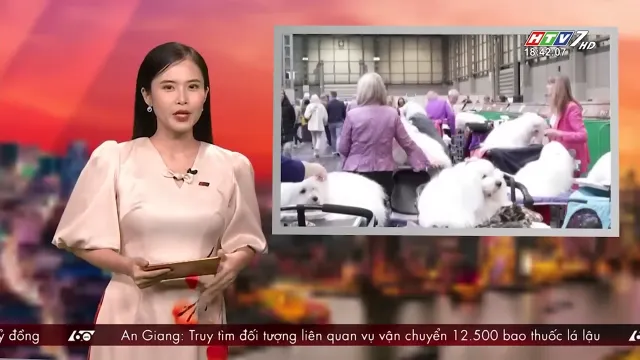 HTV7 HD
18:42:07
ỷ đồng
An Giang: Truy tìm đối tượng liên quan vụ vận chuyển 12.500 bao thuốc lá lậu